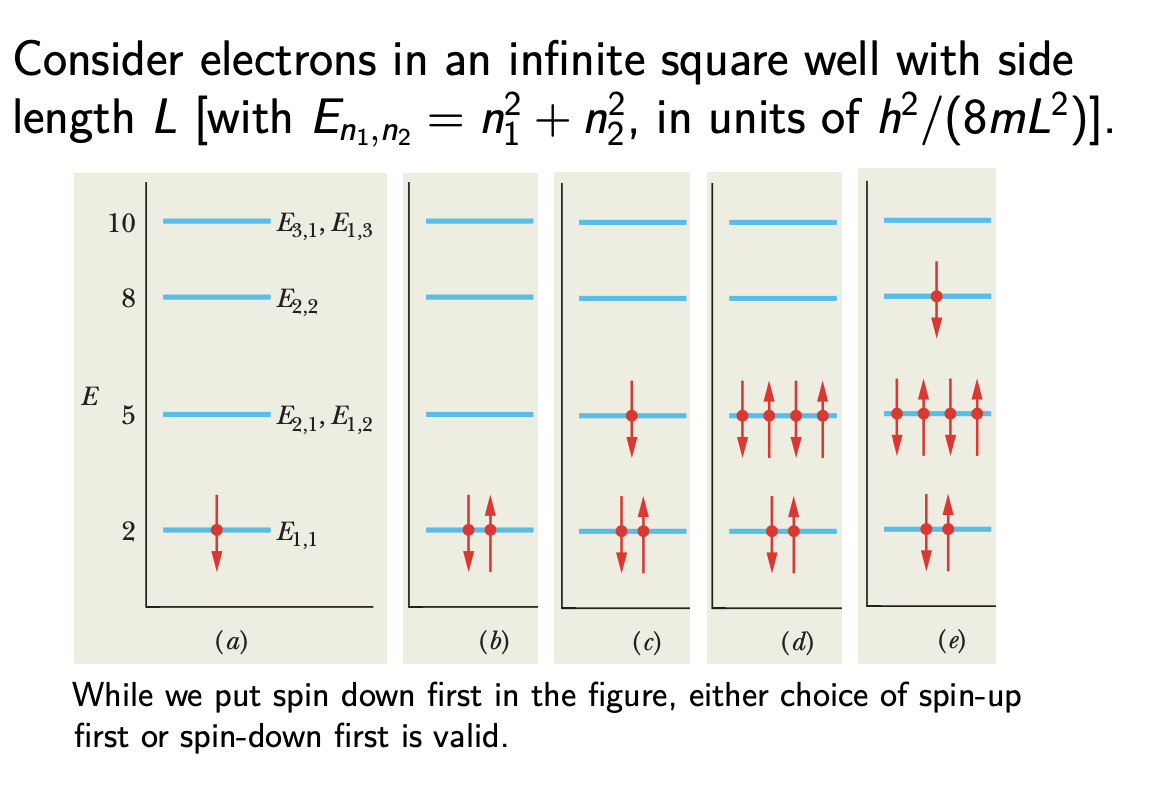 Consider electrons in an infinite square well with side
length L [with E_{n_1,n_2} = n_1^2 + n_2^2, in units of h^2/(8mL^2)].
10 E_{3,1}, E_{1,3}
8 E_{2,2}
E
5 E_{2,1}, E_{1,2}
2 E_{1,1}
(a) (b) (c) (d) (e)
While we put spin down first in the figure, either choice of spin-up
first or spin-down first is valid.